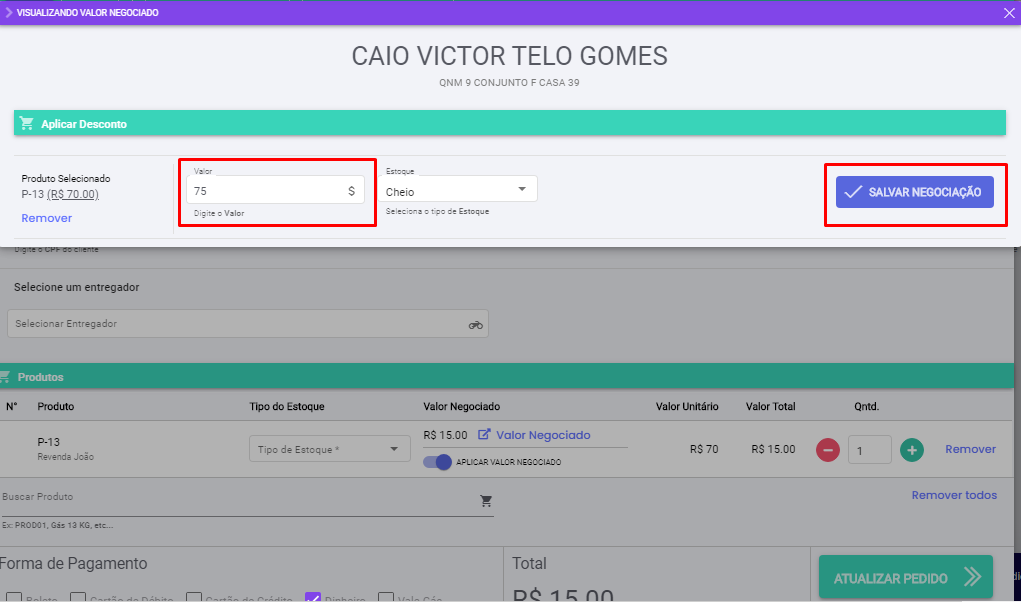 VISUALIZANDO VALOR NEGOCIADO
CAIO VICTOR TELO GOMES
QNM 9 CONJUNTO F CASA 39
Aplicar Desconto
Produto Selecionado
P-13 (R$ 70.00)
Remover
Valor
75 $
Digite o Valor
Estoque
Cheio
Seleciona o tipo de Estoque
SALVAR NEGOCIAÇÃO
Digite o CPF do cliente
Selecione um entregador
Selecionar Entregador
Produtos
N° Produto Tipo do Estoque Valor Negociado Valor Unitário Valor Total Qntd.
P-13
Revenda João
Tipo de Estoque *
R$ 15.00 Valor Negociado
APLICAR VALOR NEGOCIADO
R$ 70 R$ 15.00 1 Remover
Buscar Produto
Ex: PROD01, Gás 13 KG, etc...
Remover todos
Forma de Pagamento
Boleto Cartão de Débito Cartão de Crédito Dinheiro Vale Gás
Total
R$ 15.00
ATUALIZAR PEDIDO